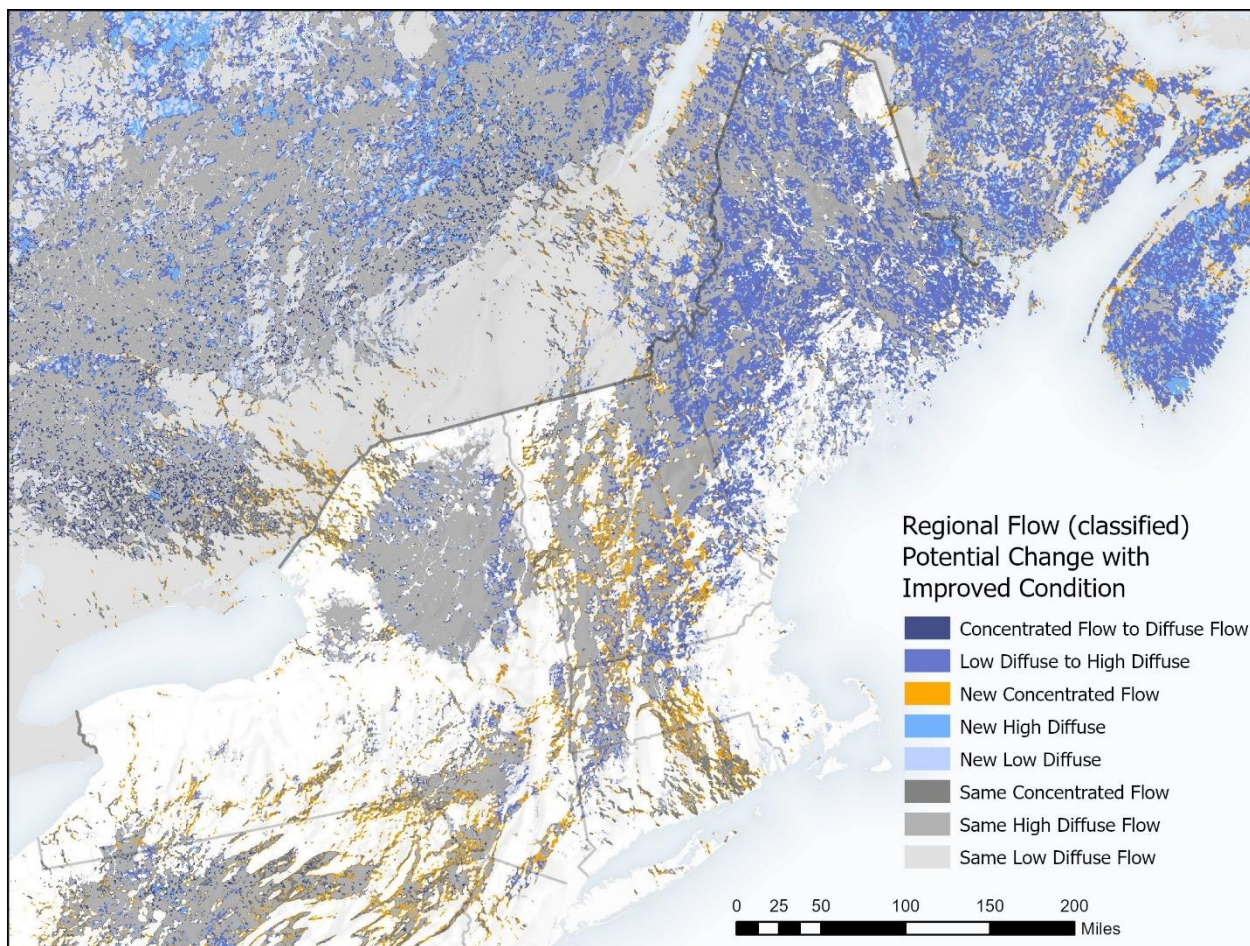 Regional Flow (classified)
Potential Change with
Improved Condition
Concentrated Flow to Diffuse Flow
Low Diffuse to High Diffuse
New Concentrated Flow
New High Diffuse
New Low Diffuse
Same Concentrated Flow
Same High Diffuse Flow
Same Low Diffuse Flow
0 25 50 100 150 200
Miles